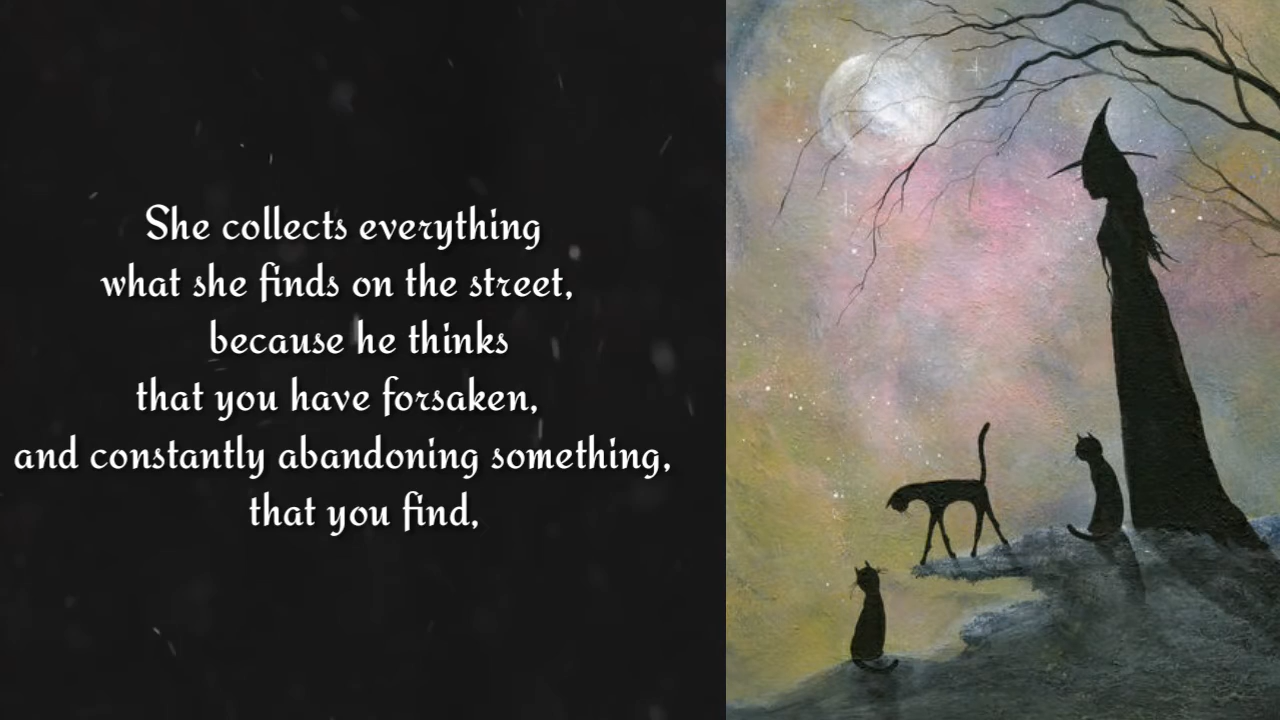 She collects everything
what she finds on the street,
because he thinks
that you have forsaken,
and constantly abandoning something,
that you find,